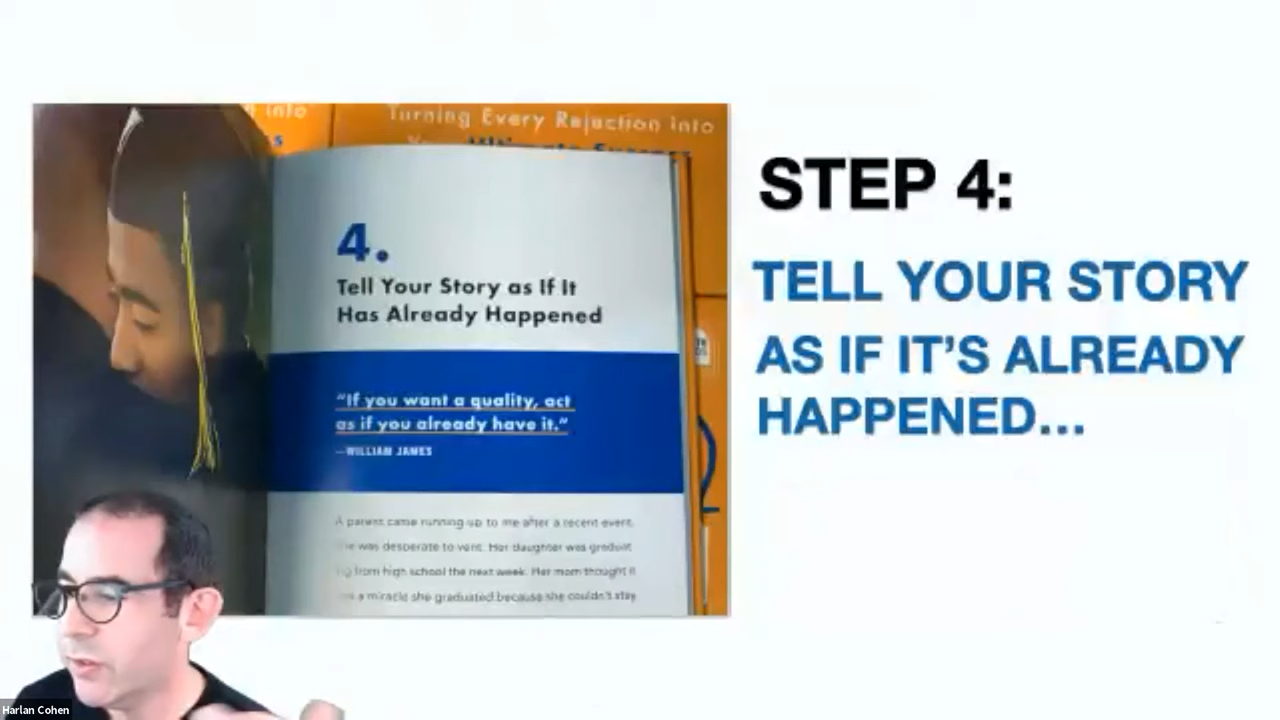 Turning Every Rejection Into
Ultimate Success
4.
Tell Your Story as If It
Has Already Happened
“If you want a quality, act
as if you already have it.”
—WILLIAM JAMES
A parent came running up to me after a recent event.
was desperate to vent. Her daughter was graduat
from high school the next week. Her mom thought it
a miracle she graduated because she couldn't stay
STEP 4:
TELL YOUR STORY
AS IF IT'S ALREADY
HAPPENED...
Harlan Cohen